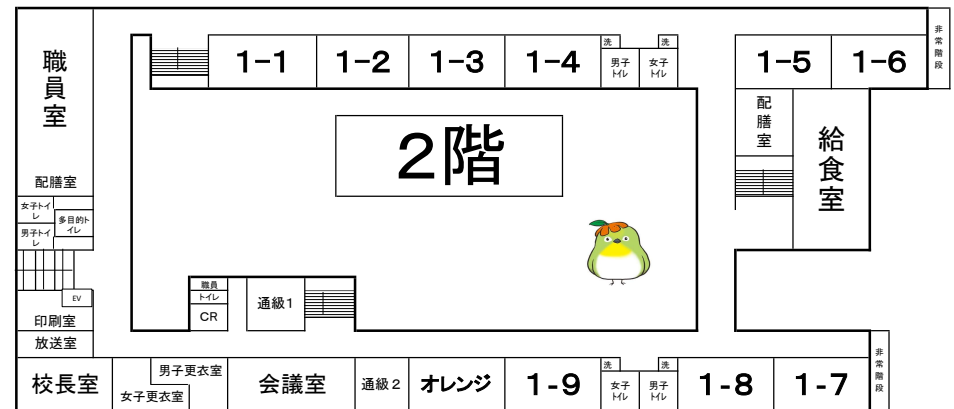 職員室
1-1
1-2
1-3
1-4
洗
洗
男子
トイレ
女子
トイレ
1-5
1-6
非常階段
2階
配膳室
給食室
配膳室
女子トイ
レ
多目的ト
イレ
男子トイ
レ
EV
印刷室
放送室
職員
トイレ
CR
通級1
校長室
男子更衣室
女子更衣室
会議室
通級2
オレンジ
1-9
洗
洗
女子
トイレ
男子
トイレ
1-8
1-7
非常階段